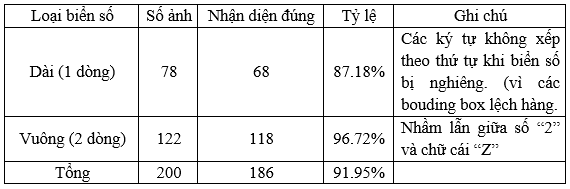 Loại biển số Số ảnh Nhận diện đúng Tỷ lệ Ghi chú
Dài (1 dòng) 78 68 87.18% Các ký tự không xếp
theo thứ tự khi biển số
bị nghiêng. (vì các
bouding box lệch hàng.
Vuông (2 dòng) 122 118 96.72% Nhầm lẫn giữa số “2”
và chữ cái “Z”
Tổng 200 186 91.95%